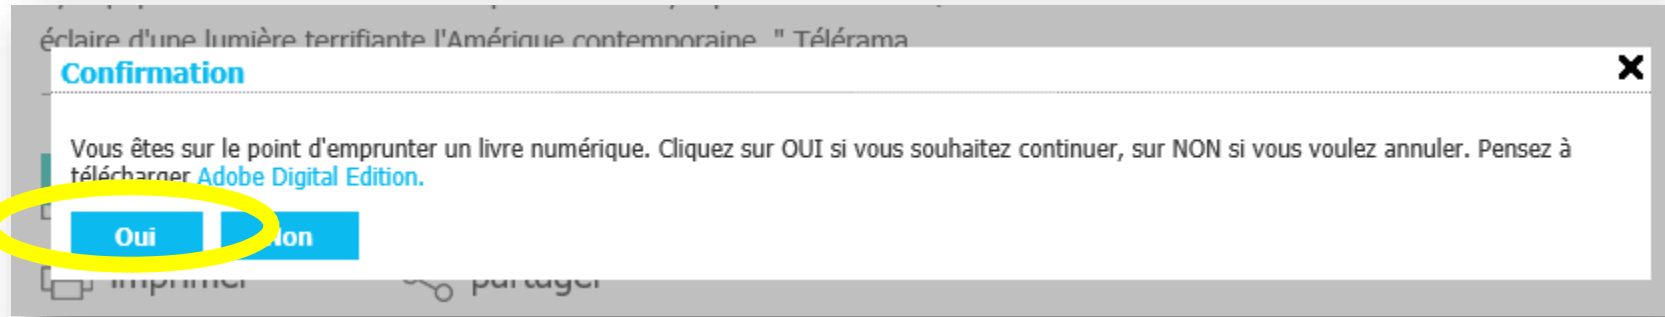 éclaire d'une lumière terrifiante l'Amérique contemporaine. " Télérama
Confirmation
Vous êtes sur le point d'emprunter un livre numérique. Cliquez sur OUI si vous souhaitez continuer, sur NON si vous voulez annuler. Pensez à
télécharger Adobe Digital Edition.
Oui Non
imprimer partager